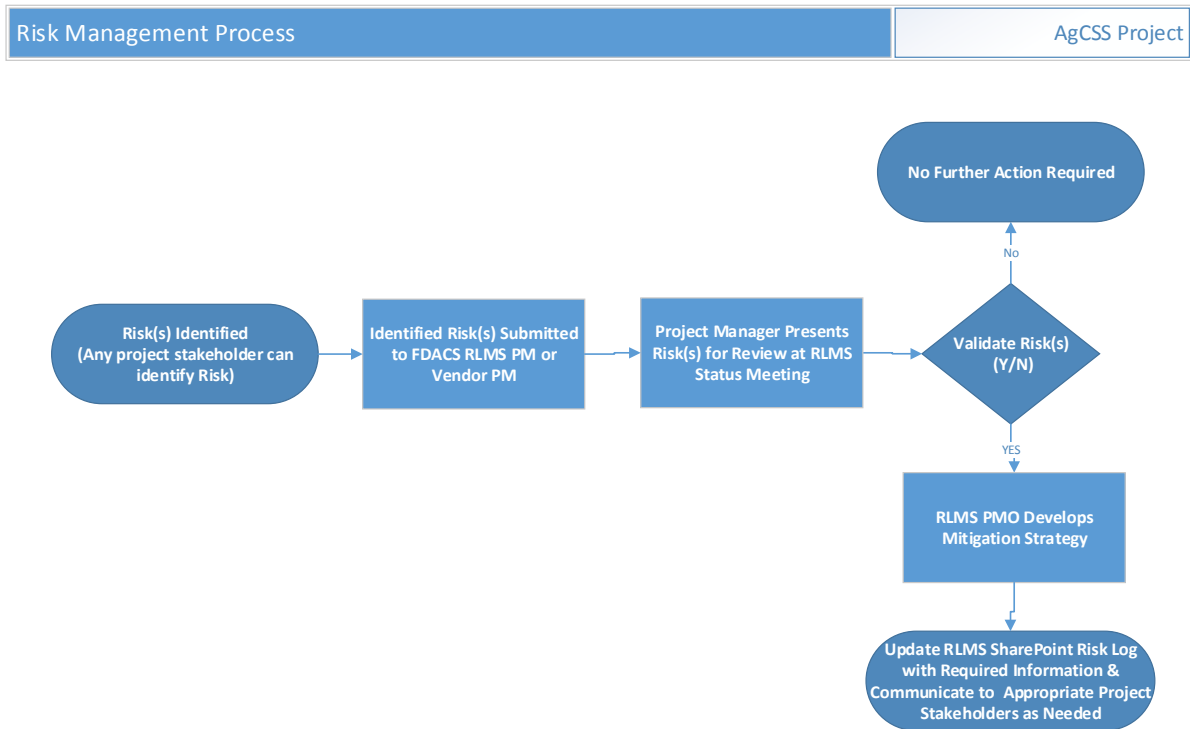 Risk Management Process
AgCSS Project
No Further Action Required
No
Risk(s) Identified
(Any project stakeholder can
identify Risk)
Identified Risk(s) Submitted
to FDACS RLMS PM or
Vendor PM
Project Manager Presents
Risk(s) for Review at RLMS
Status Meeting
Validate Risk(s)
(Y/N)
YES
RLMS PMO Develops
Mitigation Strategy
Update RLMS SharePoint Risk Log
with Required Information &
Communicate to Appropriate Project
Stakeholders as Needed